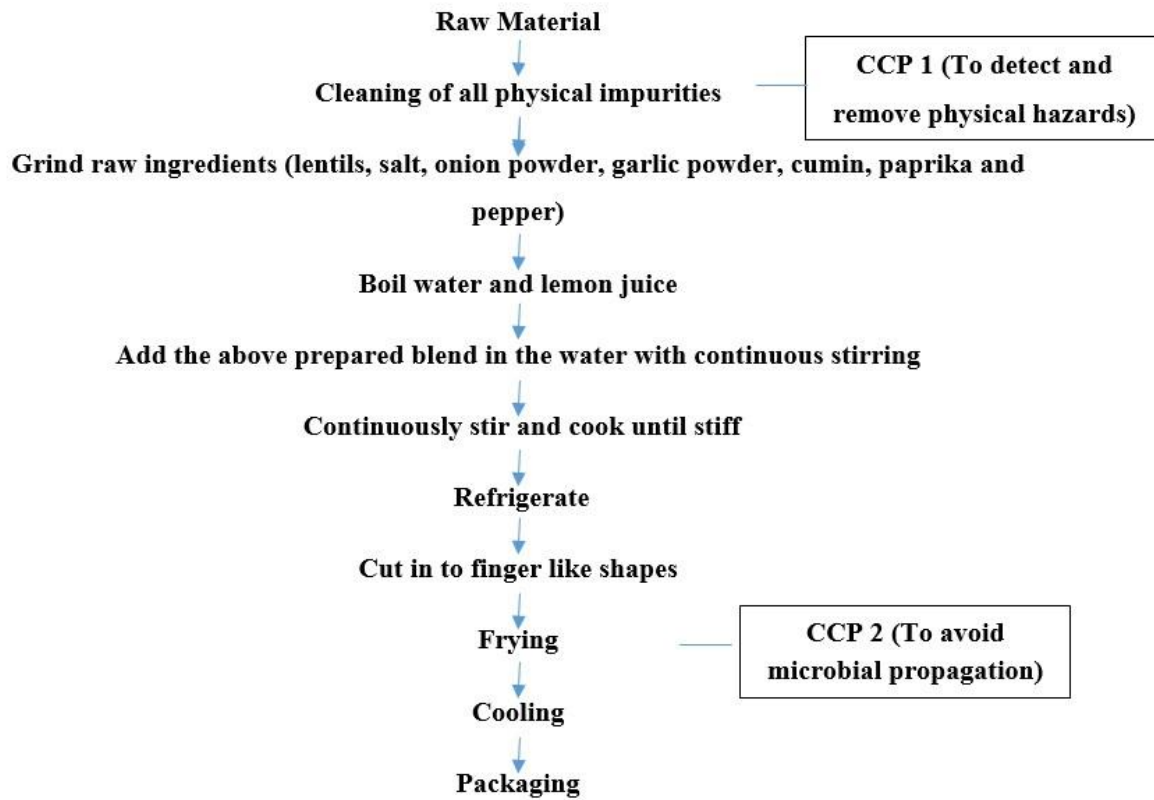 Raw Material
CCP 1 (To detect and
remove physical hazards)
Cleaning of all physical impurities
Grind raw ingredients (lentils, salt, onion powder, garlic powder, cumin, paprika and
pepper)
Boil water and lemon juice
Add the above prepared blend in the water with continuous stirring
Continuously stir and cook until stiff
Refrigerate
Cut in to finger like shapes
Frying
CCP 2 (To avoid
microbial propagation)
Cooling
Packaging